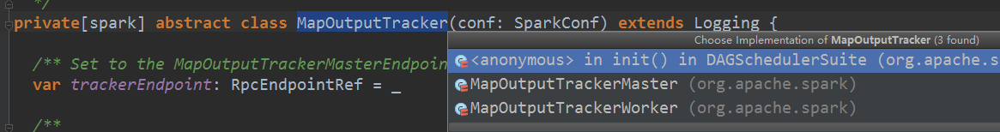 */
private[spark] abstract class MapOutputTracker(conf: SparkConf) extends Logging {
Choose Implementation of MapOutputTracker (3 found)
/** Set to the MapOutputTrackerMasterEndpoin
<anonymous> in init() in DAGSchedulerSuite (org.apache.s
var trackerEndpoint: RpcEndpointRef = _
MapOutputTrackerMaster (org.apache.spark)
MapOutputTrackerWorker (org.apache.spark)
/**